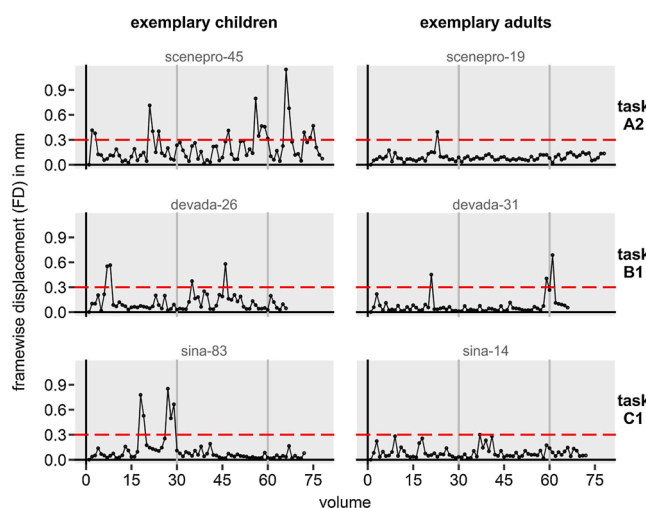 exemplary children exemplary adults
scenepro-45 scenepro-19
0.9
0.6
0.3
0.0
task
A2
devada-26 devada-31
0.9
0.6
0.3
0.0
task
B1
sina-83 sina-14
0.9
0.6
0.3
0.0
task
C1
0 15 30 45 60 75 0 15 30 45 60 75
volume
framewise displacement (FD) in mm